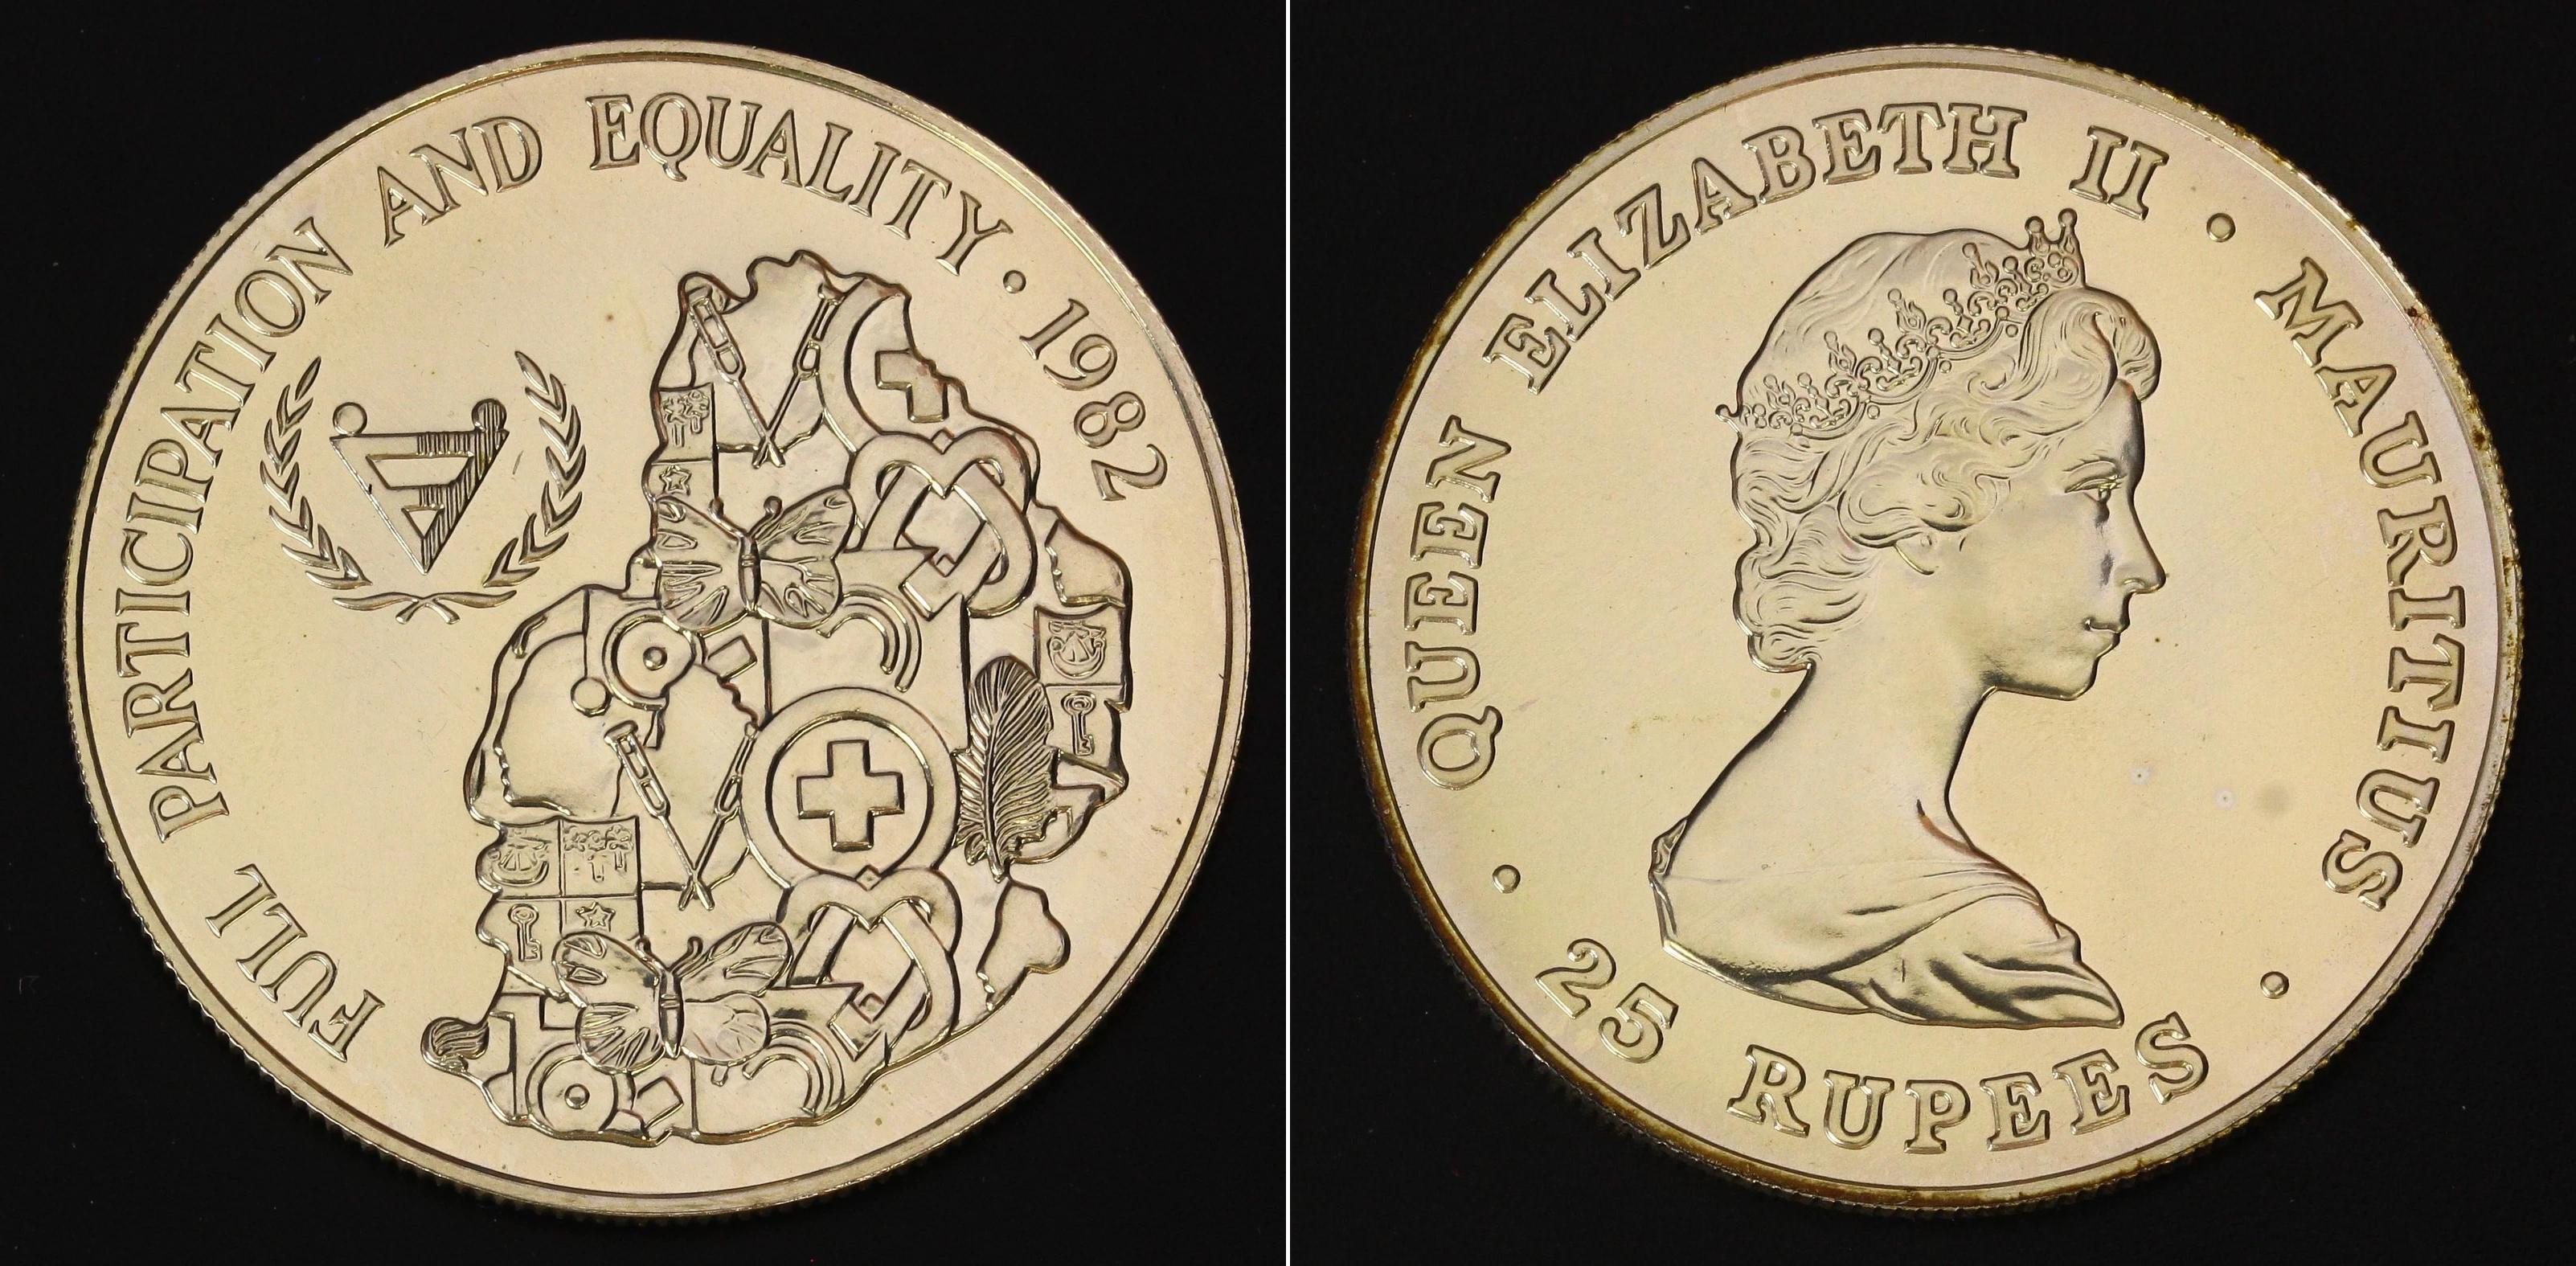 FULL PARTICIPATION AND EQUALITY · 1982
QUEEN ELIZABETH II · MAURITIUS ·
· 25 RUPEES